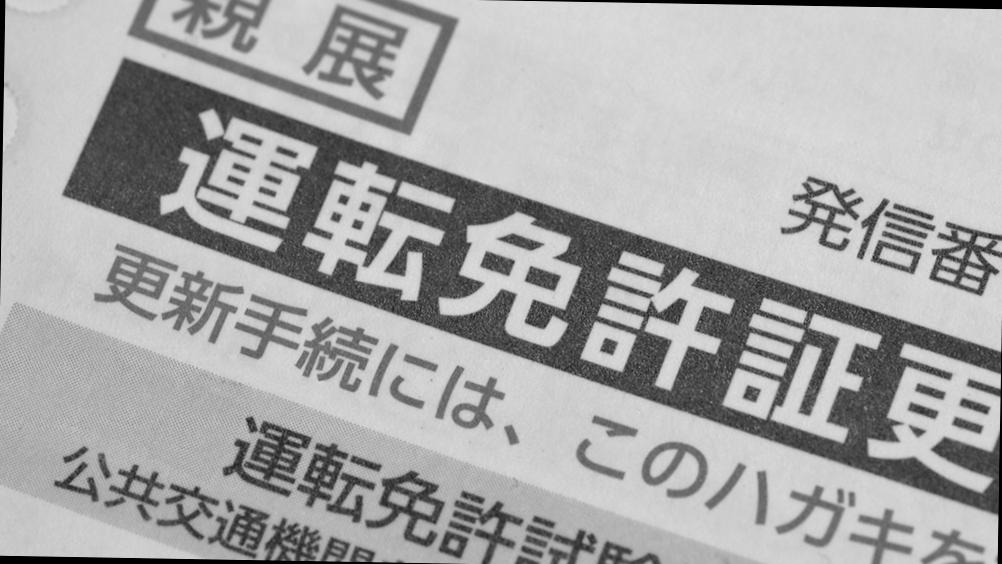 親展
発信番
運転免許証更
更新手続には、このハガキを
運転免許試験
公共交通機関